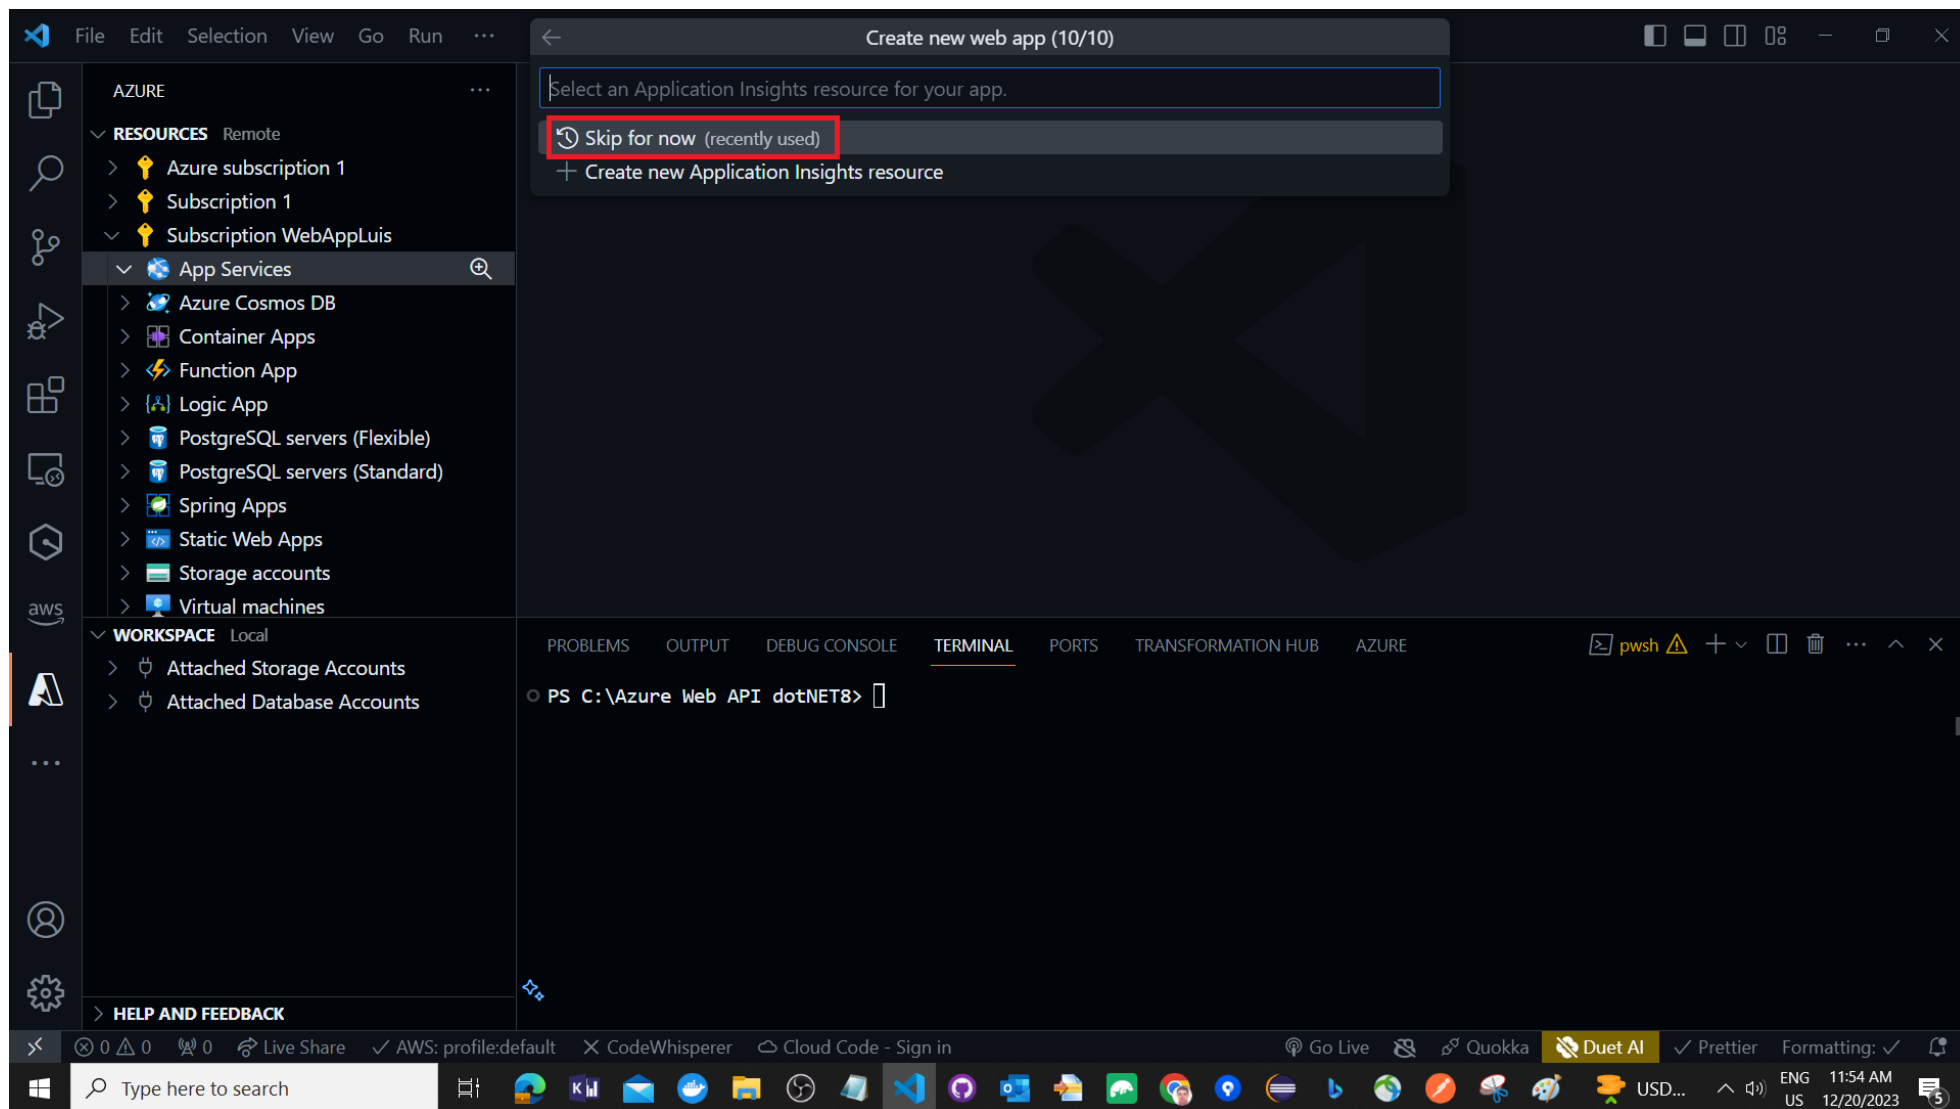 File Edit Selection View Go Run ···
Create new web app (10/10)
Select an Application Insights resource for your app.
Skip for now (recently used)
Create new Application Insights resource
AZURE
RESOURCES Remote
Azure subscription 1
Subscription 1
Subscription WebAppLuis
App Services
Azure Cosmos DB
Container Apps
Function App
Logic App
PostgreSQL servers (Flexible)
PostgreSQL servers (Standard)
Spring Apps
Static Web Apps
Storage accounts
Virtual machines
aws
WORKSPACE Local
Attached Storage Accounts
Attached Database Accounts
HELP AND FEEDBACK
PROBLEMS OUTPUT DEBUG CONSOLE TERMINAL PORTS TRANSFORMATION HUB AZURE
pwsh
PS C:\Azure Web API dotNET8>
0 0 0 Live Share AWS: profile:default CodeWhisperer Cloud Code - Sign in Go Live Quokka Duet AI Prettier Formatting:
Type here to search
USD...
ENG 11:54 AM
US 12/20/2023
5